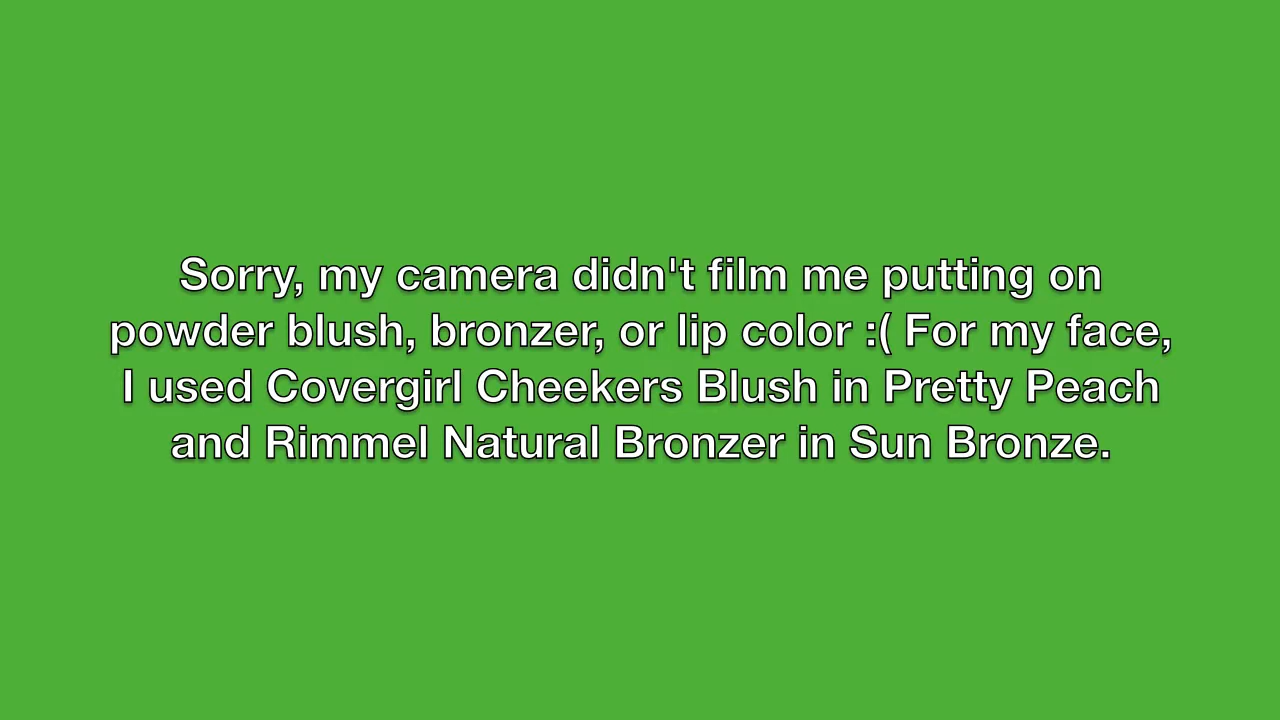 Sorry, my camera didn't film me putting on
powder blush, bronzer, or lip color :( For my face,
I used Covergirl Cheekers Blush in Pretty Peach
and Rimmel Natural Bronzer in Sun Bronze.